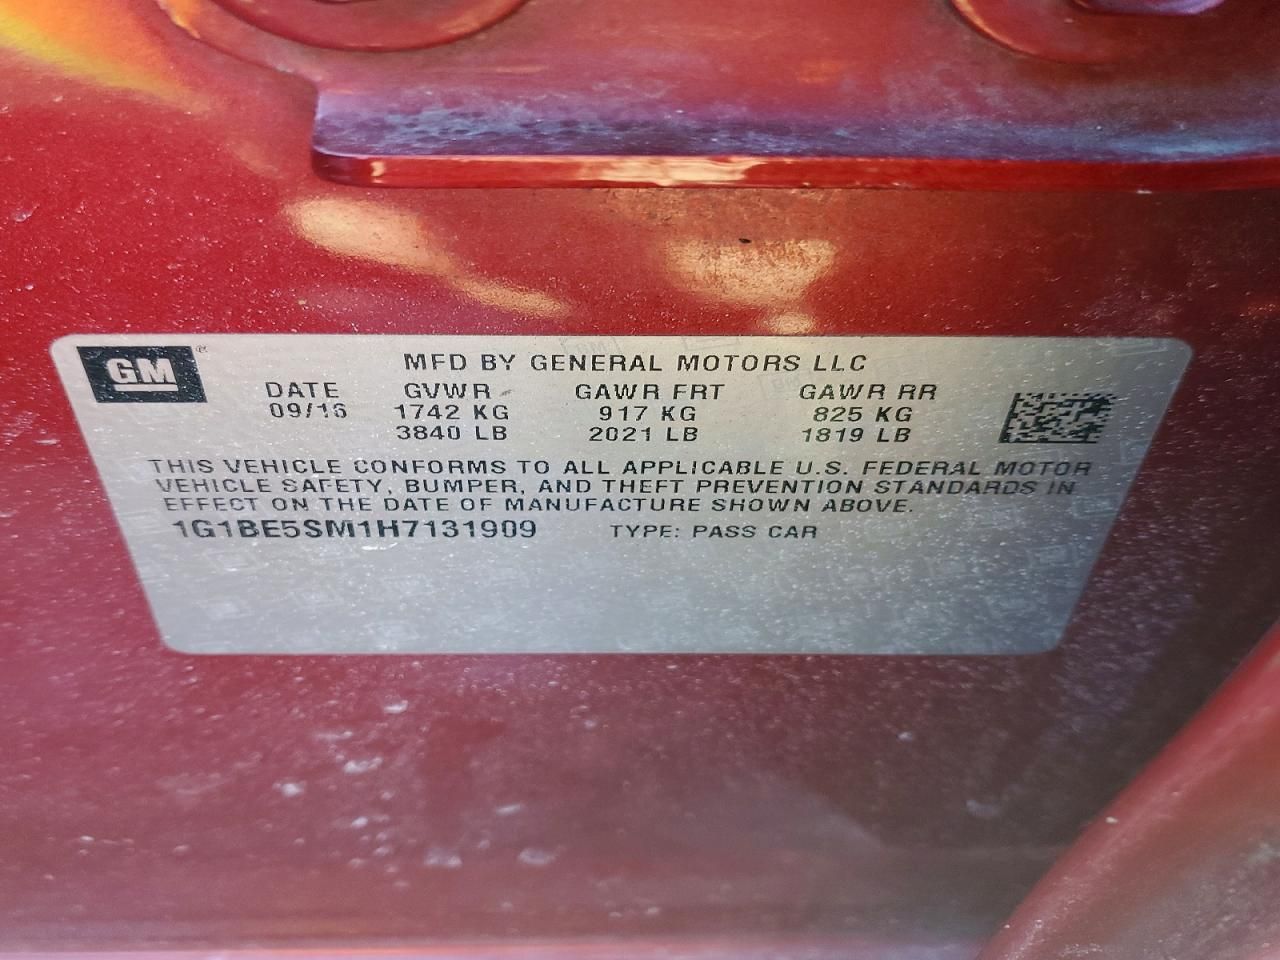 GM ®
MFD BY GENERAL MOTORS LLC
DATE GVWR GAWR FRT GAWR RR
09/16 1742 KG 917 KG 825 KG
3840 LB 2021 LB 1819 LB
THIS VEHICLE CONFORMS TO ALL APPLICABLE U.S. FEDERAL MOTOR
VEHICLE SAFETY, BUMPER, AND THEFT PREVENTION STANDARDS IN
EFFECT ON THE DATE OF MANUFACTURE SHOWN ABOVE.
1G1BE5SM1H7131909 TYPE: PASS CAR